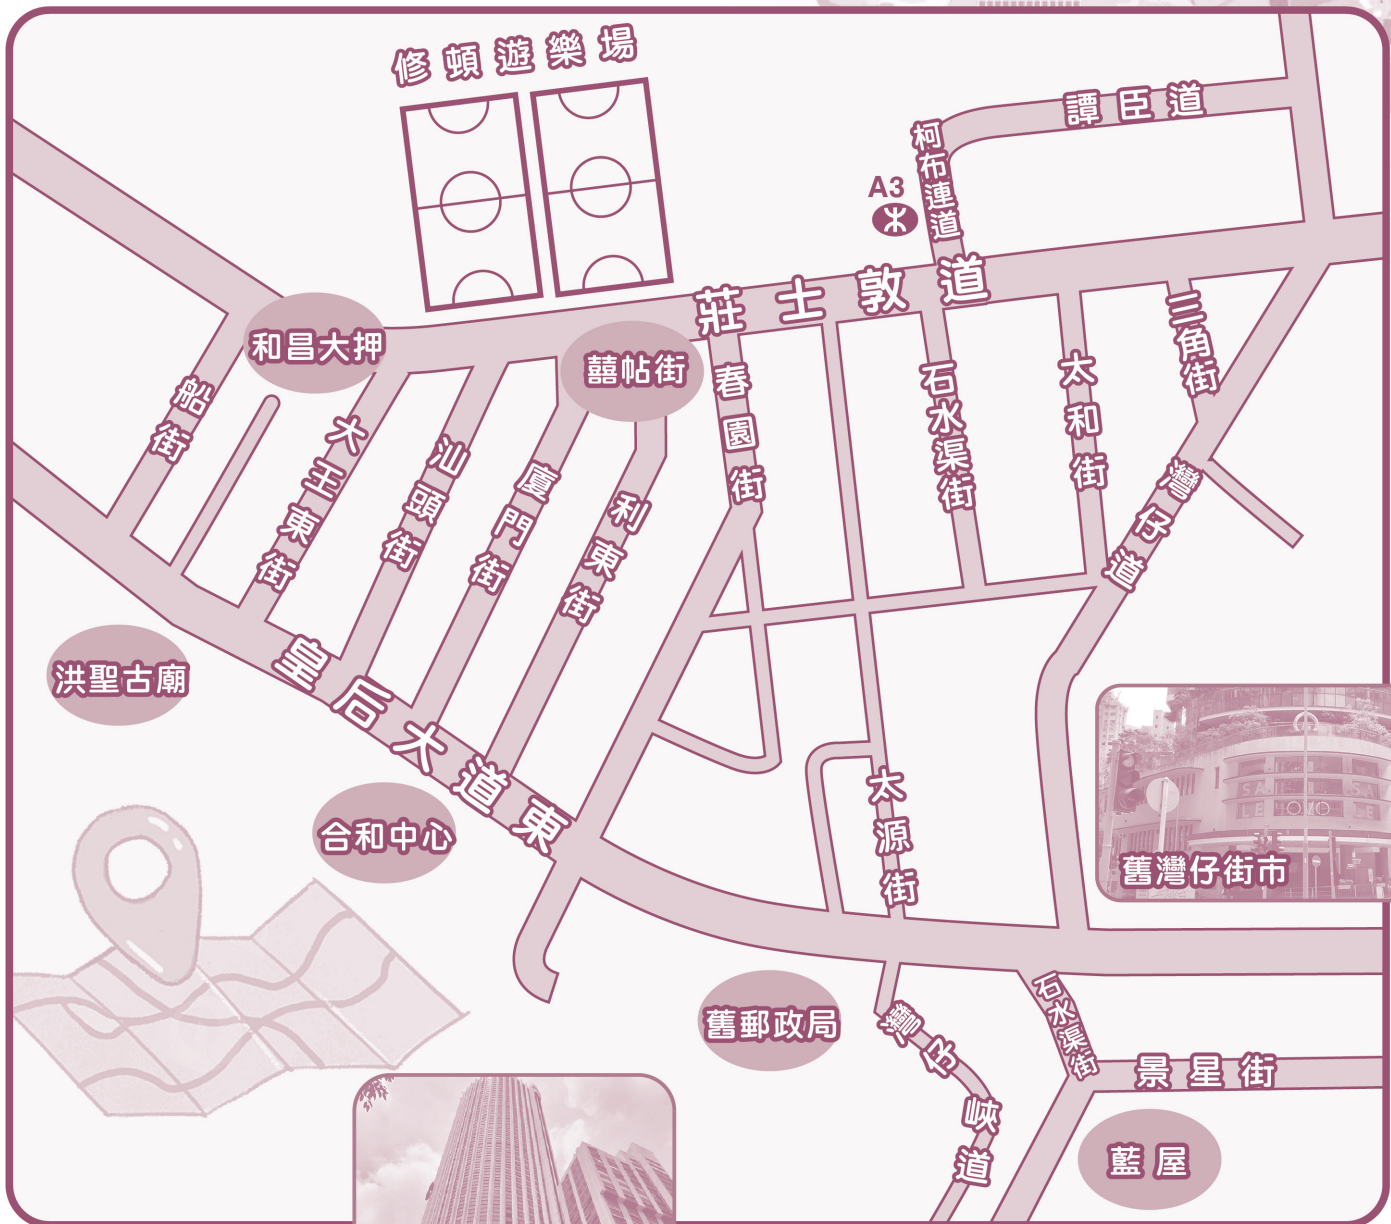 修頓遊樂場
譚臣道
柯布連道
A3
莊士敦道
和昌大押
囍帖街
船街
大王東街
汕頭街
廈門街
利東街
春園街
石水渠街
太和街
三角街
灣仔道
洪聖古廟
皇后大道東
合和中心
太源街
舊灣仔街市
舊郵政局
灣仔峽道
石水渠街
景星街
藍屋